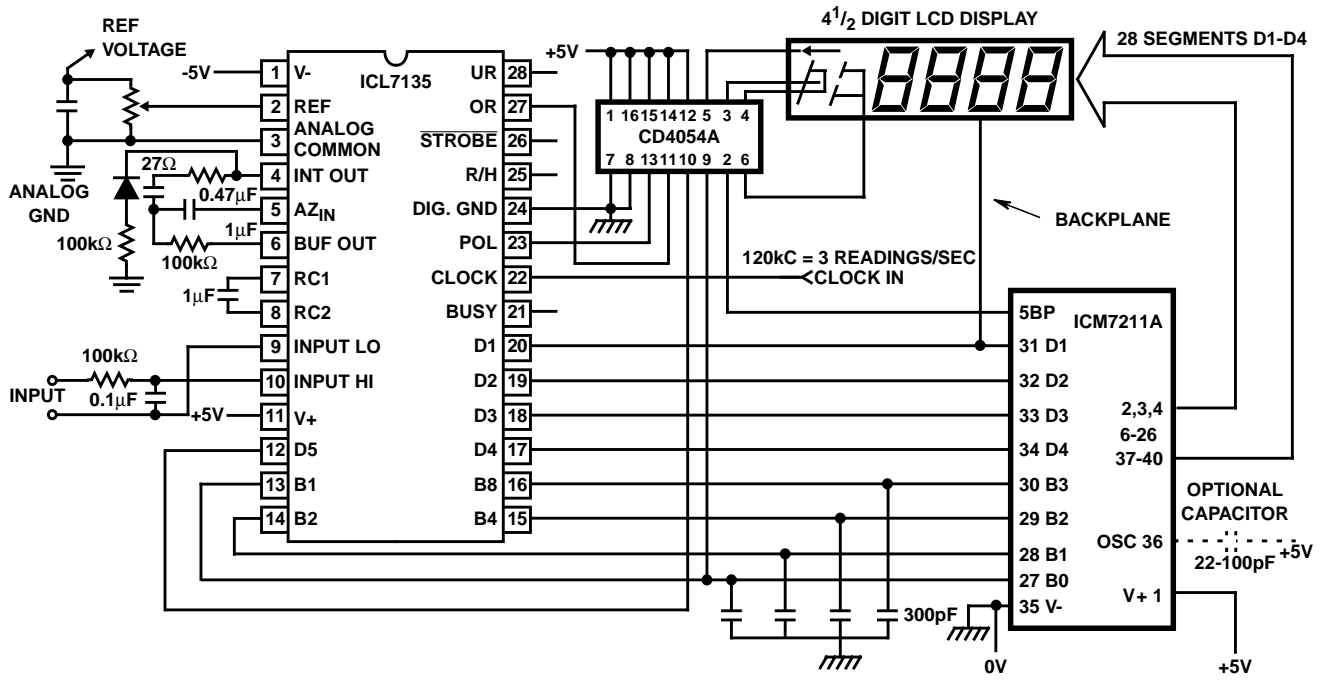 REF
VOLTAGE
-5V
1 V-
2 REF
3 ANALOG
COMMON
4 INT OUT
5 AZIN
6 BUF OUT
7 RC1
8 RC2
9 INPUT LO
10 INPUT HI
11 V+
12 D5
13 B1
14 B2
ICL7135
UR 28
OR 27
STROBE 26
R/H 25
DIG. GND 24
POL 23
CLOCK 22
BUSY 21
D1 20
D2 19
D3 18
D4 17
B8 16
B4 15
27Ω
0.47μF
ANALOG
GND
100kΩ
1μF
100kΩ
1μF
100kΩ
INPUT
0.1μF
+5V
4 1/2 DIGIT LCD DISPLAY
+5V
1 16 15 14 12 5 3 4
CD4054A
7 8 13 11 10 9 2 6
28 SEGMENTS D1-D4
BACKPLANE
120kC = 3 READINGS/SEC
CLOCK IN
5BP
ICM7211A
31 D1
32 D2
33 D3
34 D4
30 B3
29 B2
28 B1
27 B0
35 V-
2,3,4
6-26
37-40
OSC 36
V+ 1
OPTIONAL
CAPACITOR
22-100pF
+5V
300pF
0V
+5V